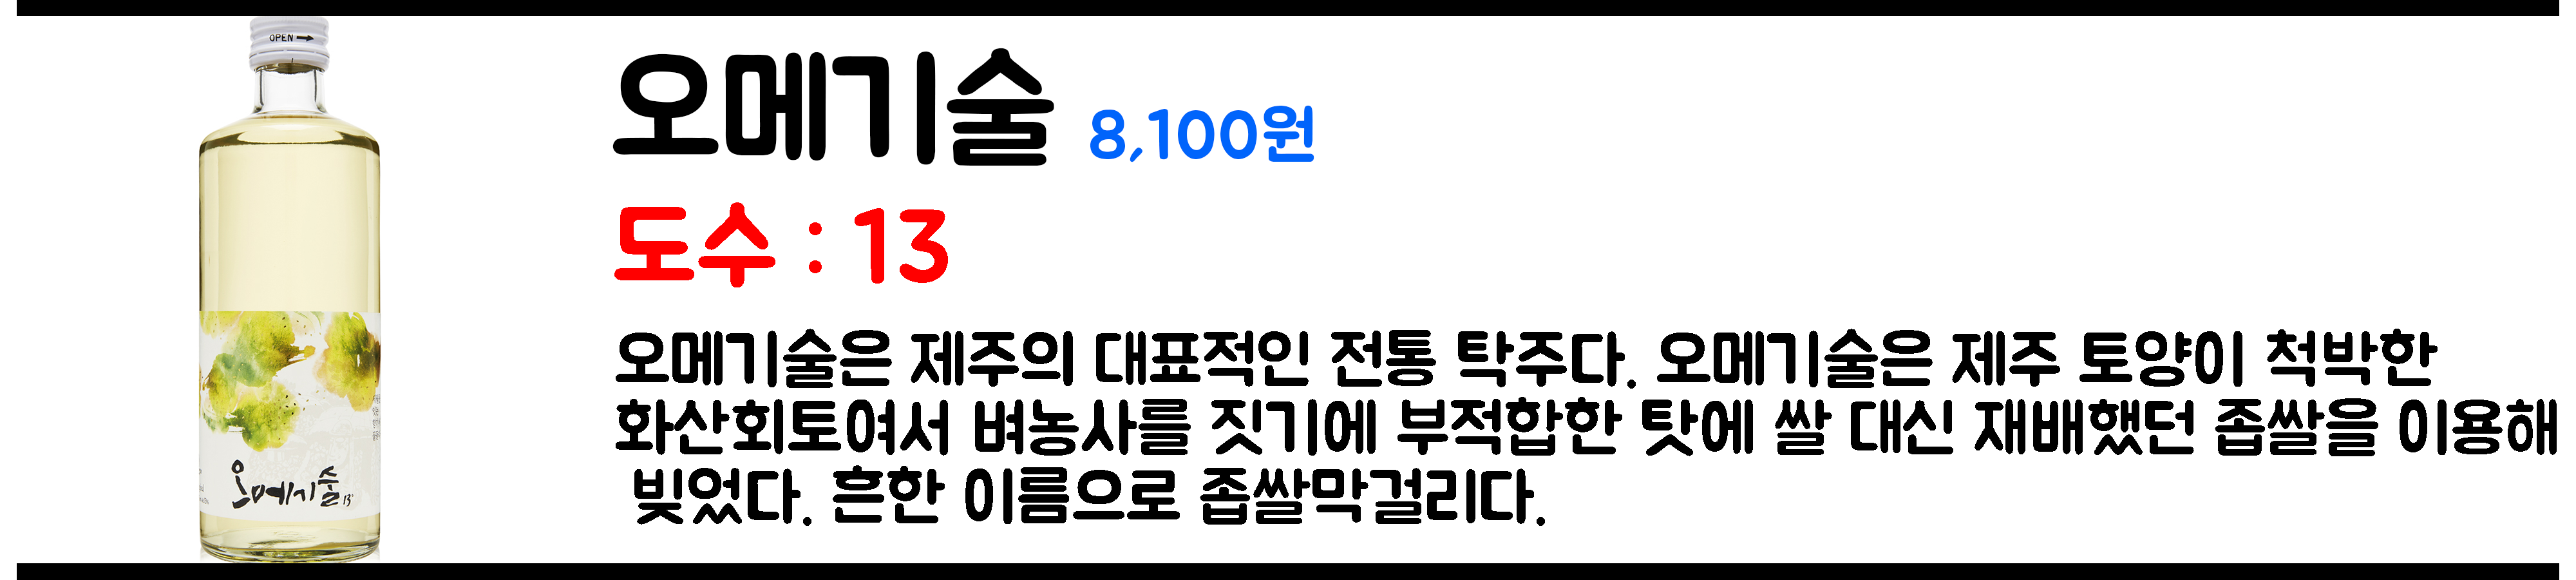 OPEN →
오메기술 8,100원
도수 : 13
오메기술은 제주의 대표적인 전통 탁주다. 오메기술은 제주 토양이 척박한
화산회토여서 벼농사를 짓기에 부적합한 탓에 쌀 대신 재배했던 좁쌀을 이용해
빚었다. 흔한 이름으로 좁쌀막걸리다.
오메기술 13°